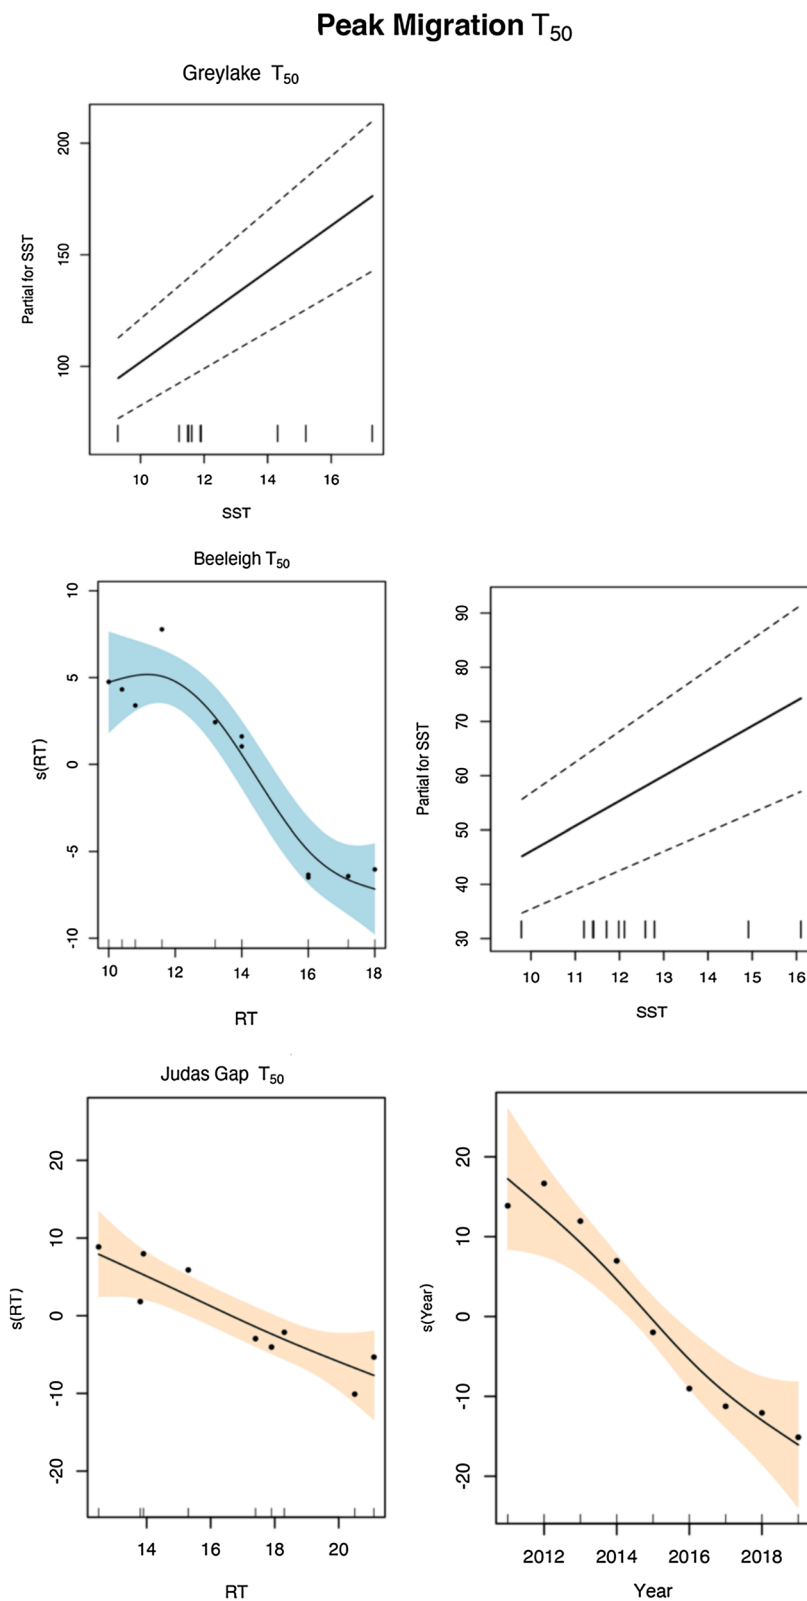 Peak Migration T50
Greylake T50
200
150
100
Partial for SST
10 12 14 16
SST
Beeleigh T50
10
5
0
-5
-10
s(RT)
10 12 14 16 18
RT
90
80
70
60
50
40
30
Partial for SST
10 11 12 13 14 15 16
SST
Judas Gap T50
20
10
0
-10
-20
s(RT)
14 16 18 20
RT
20
10
0
-10
-20
s(Year)
2012 2014 2016 2018
Year